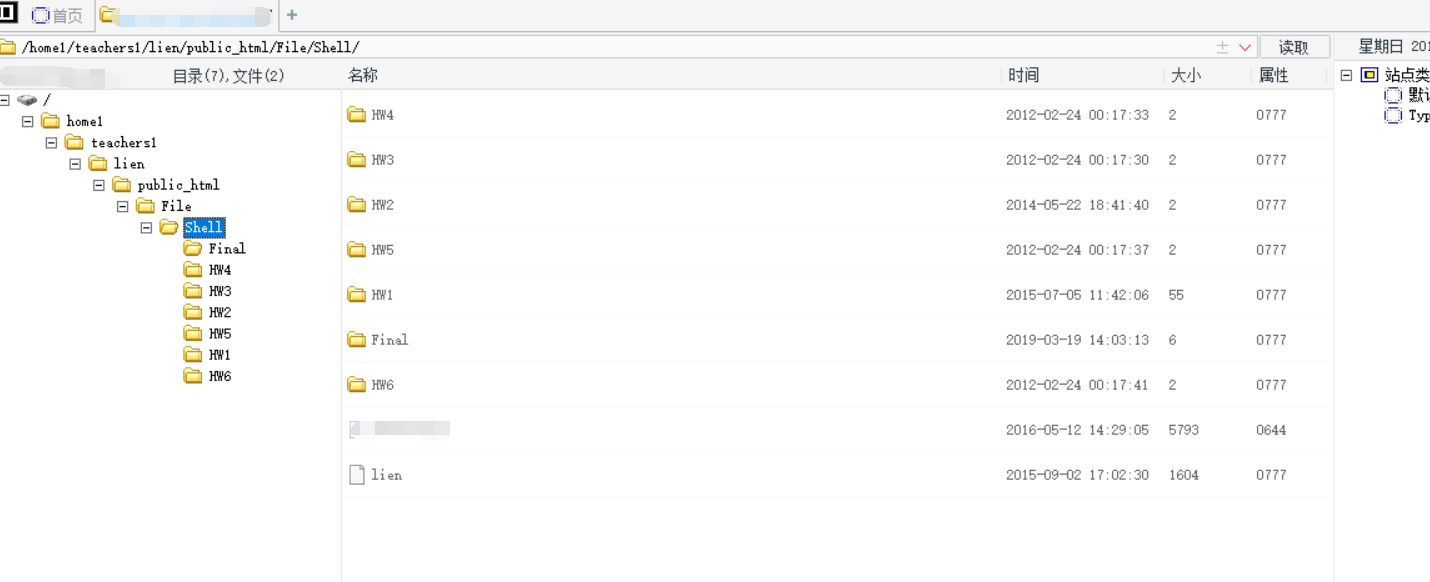 首页
/home1/teachers1/lien/public_html/File/Shell/
读取
星期日 201
目录(7),文件(2)
名称 时间 大小 属性
站点类
默认
Typ
/
home1
teachers1
lien
public_html
File
Shell
Final
HW4
HW3
HW2
HW5
HW1
HW6
HW4 2012-02-24 00:17:33 2 0777
HW3 2012-02-24 00:17:30 2 0777
HW2 2014-05-22 18:41:40 2 0777
HW5 2012-02-24 00:17:37 2 0777
HW1 2015-07-05 11:42:06 55 0777
Final 2019-03-19 14:03:13 6 0777
HW6 2012-02-24 00:17:41 2 0777
2016-05-12 14:29:05 5793 0644
lien 2015-09-02 17:02:30 1604 0777